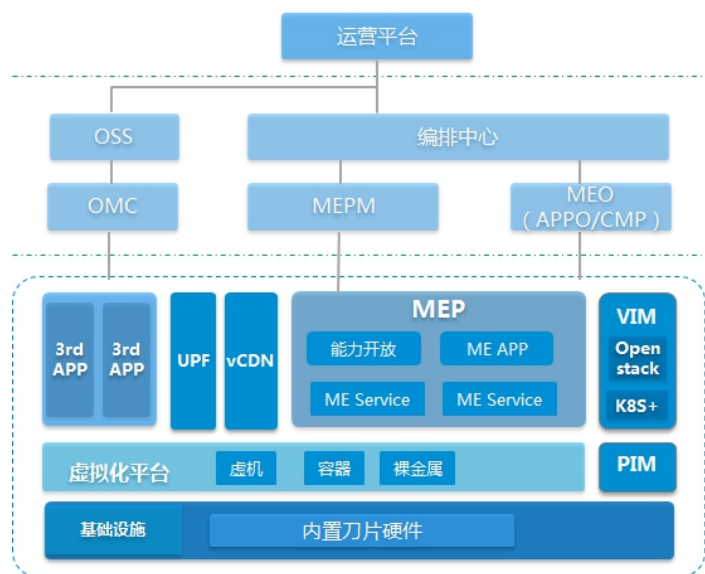 运营平台
OSS
编排中心
OMC
MEPM
MEO
（APPO/CMP）
3rd
APP
3rd
APP
UPF
vCDN
MEP
能力开放
ME APP
ME Service
ME Service
VIM
Open
stack
K8S+
虚拟化平台
虚机
容器
裸金属
PIM
基础设施
内置刀片硬件